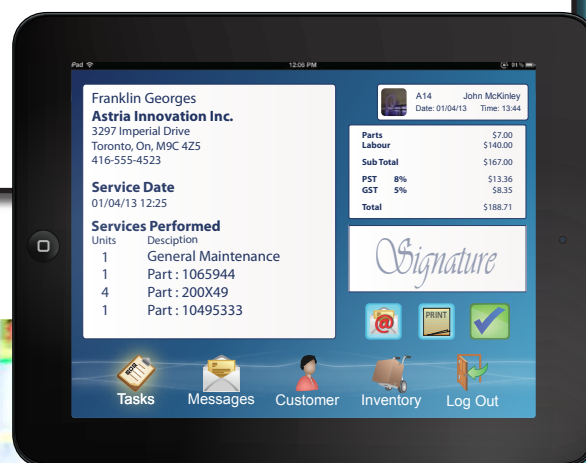 iPad 12:06 PM 91%
Franklin Georges
Astria Innovation Inc.
3297 Imperial Drive
Toronto, On, M9C 4Z5
416-555-4523
Service Date
01/04/13 12:25
Services Performed
Units Desciption
1 General Maintenance
1 Part : 1065944
4 Part : 200X49
1 Part : 10495333
A14 John McKinley
Date: 01/04/13 Time: 13:44
Parts $7.00
Labour $140.00
Sub Total $167.00
PST 8% $13.36
GST 5% $8.35
Total $188.71
Signature
@ PRINT
Tasks Messages Customer Inventory Log Out